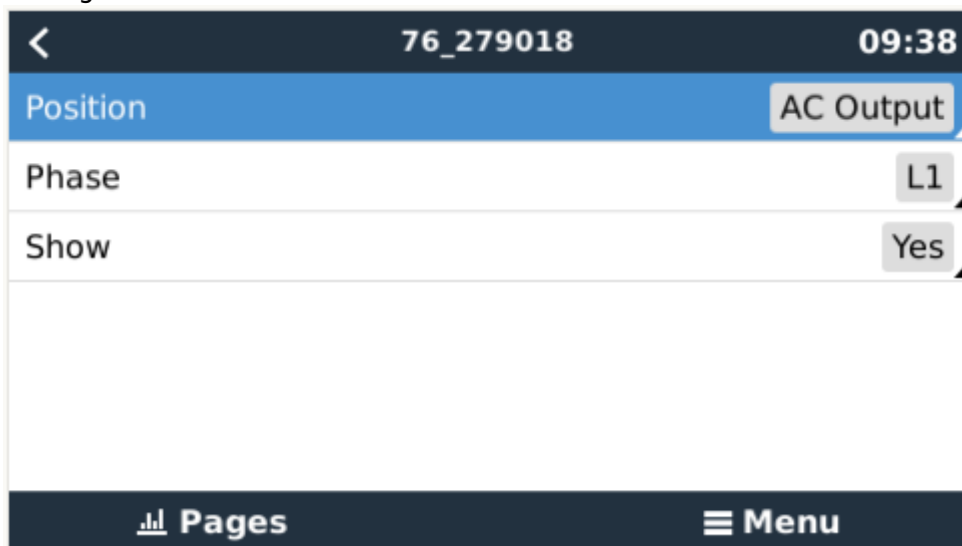 76_279018 09:38
Position AC Output
Phase L1
Show Yes
Pages Menu